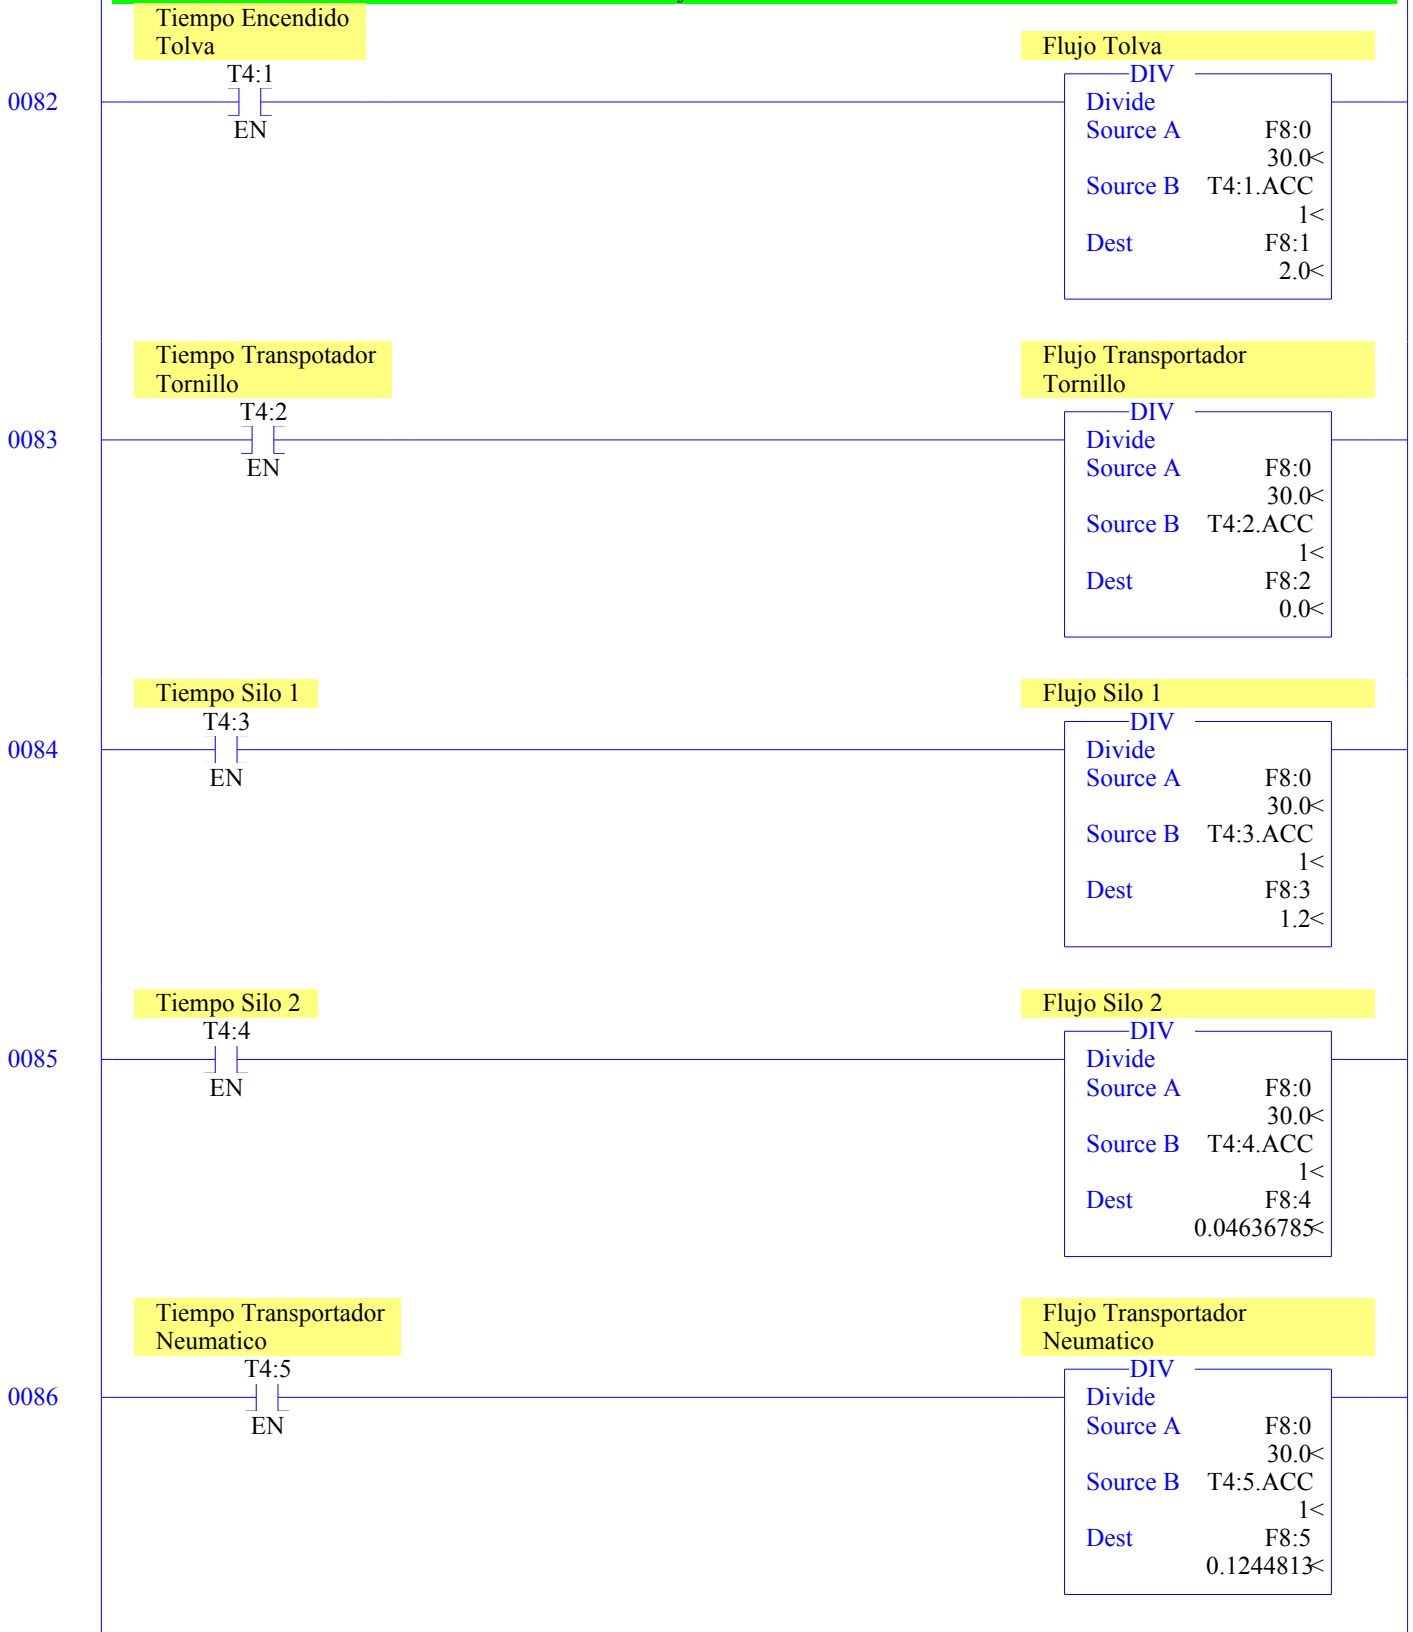 Tiempo Encendido
Tolva
Flujo Tolva
T4:1
DIV
0082
Divide
EN
Source A F8:0
30.0<
Source B T4:1.ACC
1<
Dest F8:1
2.0<
Tiempo Transpotador
Tornillo
Flujo Transportador
Tornillo
T4:2
DIV
0083
Divide
EN
Source A F8:0
30.0<
Source B T4:2.ACC
1<
Dest F8:2
0.0<
Tiempo Silo 1
Flujo Silo 1
T4:3
DIV
0084
Divide
EN
Source A F8:0
30.0<
Source B T4:3.ACC
1<
Dest F8:3
1.2<
Tiempo Silo 2
Flujo Silo 2
T4:4
DIV
0085
Divide
EN
Source A F8:0
30.0<
Source B T4:4.ACC
1<
Dest F8:4
0.04636785<
Tiempo Transportador
Neumatico
Flujo Transportador
Neumatico
T4:5
DIV
0086
Divide
EN
Source A F8:0
30.0<
Source B T4:5.ACC
1<
Dest F8:5
0.1244813<